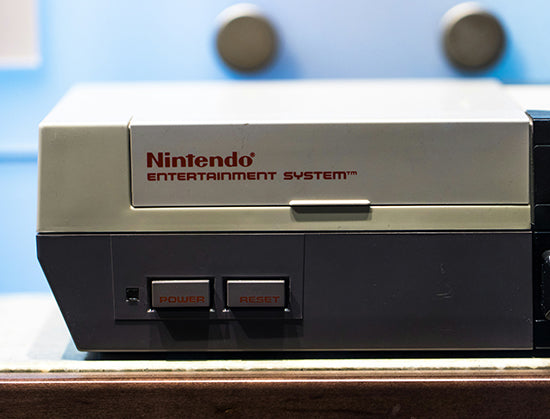 Nintendo®
ENTERTAINMENT SYSTEM™
POWER RESET